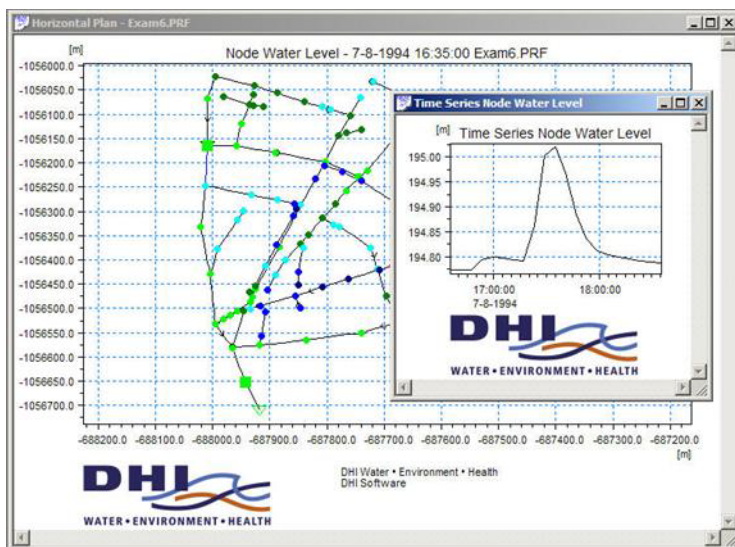 Horizontal Plan - Exam6.PRF
[m]
Node Water Level - 7-8-1994 16:35:00 Exam6.PRF
-1056000.0
-1056050.0
-1056100.0
-1056150.0
-1056200.0
-1056250.0
-1056300.0
-1056350.0
-1056400.0
-1056450.0
-1056500.0
-1056550.0
-1056600.0
-1056650.0
-1056700.0
-688200.0 -688100.0 -688000.0 -687900.0 -687800.0 -687700.0 -687600.0 -687500.0 -687400.0 -687300.0 -687200.0
[m]
Time Series Node Water Level
[m]
Time Series Node Water Level
195.00
194.95
194.90
194.85
194.80
17:00:00 18:00:00
7-8-1994
DHI
WATER • ENVIRONMENT • HEALTH
DHI
WATER • ENVIRONMENT • HEALTH
DHI Water • Environment • Health
DHI Software